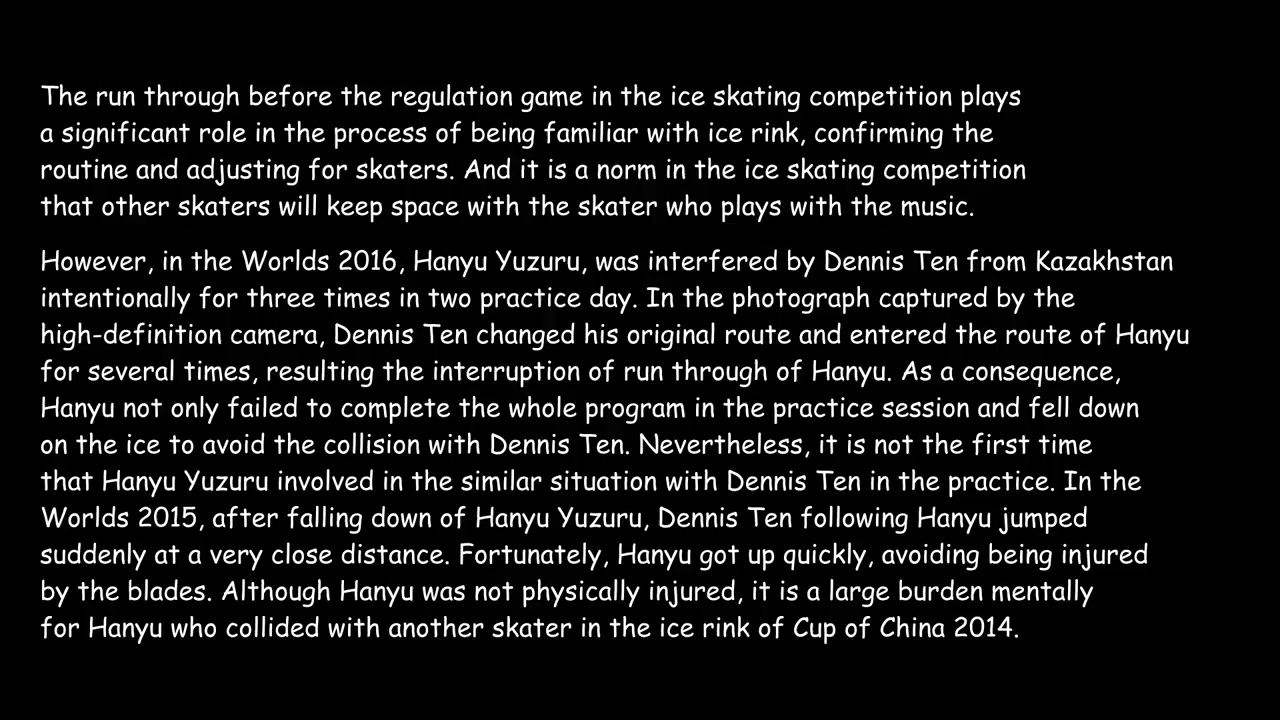 The run through before the regulation game in the ice skating competition plays
a significant role in the process of being familiar with ice rink, confirming the
routine and adjusting for skaters. And it is a norm in the ice skating competition
that other skaters will keep space with the skater who plays with the music.
However, in the Worlds 2016, Hanyu Yuzuru, was interfered by Dennis Ten from Kazakhstan
intentionally for three times in two practice day. In the photograph captured by the
high-definition camera, Dennis Ten changed his original route and entered the route of Hanyu
for several times, resulting the interruption of run through of Hanyu. As a consequence,
Hanyu not only failed to complete the whole program in the practice session and fell down
on the ice to avoid the collision with Dennis Ten. Nevertheless, it is not the first time
that Hanyu Yuzuru involved in the similar situation with Dennis Ten in the practice. In the
Worlds 2015, after falling down of Hanyu Yuzuru, Dennis Ten following Hanyu jumped
suddenly at a very close distance. Fortunately, Hanyu got up quickly, avoiding being injured
by the blades. Although Hanyu was not physically injured, it is a large burden mentally
for Hanyu who collided with another skater in the ice rink of Cup of China 2014.